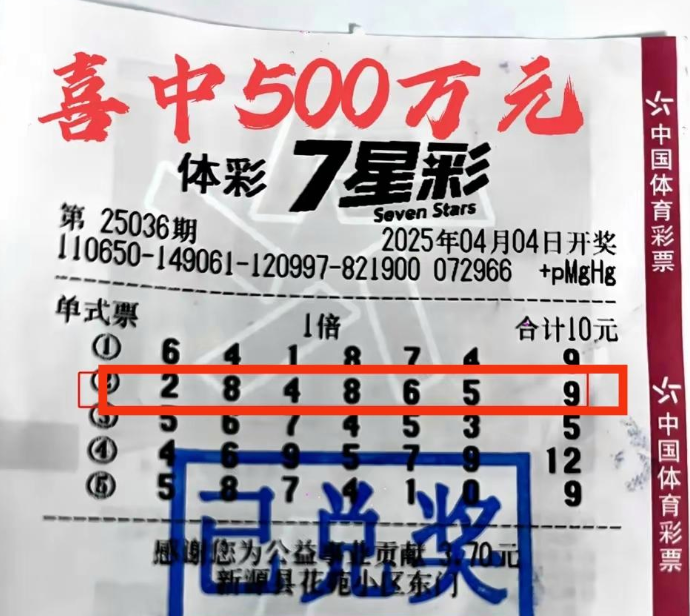 喜中500万元
体彩 7星彩
Seven Stars
第 25036期 2025年04月04日开奖
110650-149061-120997-821900 072966 +pMgHg
单式票 1倍 合计10元
① 6 4 1 8 7 4 9
② 2 8 4 8 6 5 9
③ 5 6 7 4 5 3 5
④ 4 6 9 5 7 9 12
⑤ 5 8 7 4 1 0 9
已兑奖
感谢您为公益事业贡献 3.70元
新源县花苑小区东门
中国体育彩票
中国体育彩票